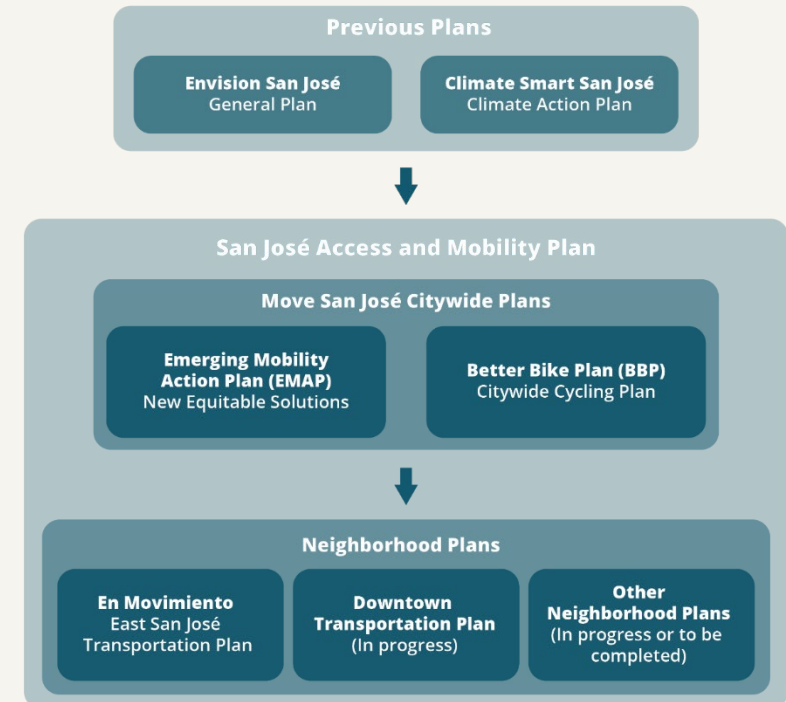 Previous Plans
Envision San José
General Plan
Climate Smart San José
Climate Action Plan
San José Access and Mobility Plan
Move San José Citywide Plans
Emerging Mobility
Action Plan (EMAP)
New Equitable Solutions
Better Bike Plan (BBP)
Citywide Cycling Plan
Neighborhood Plans
En Movimiento
East San José
Transportation Plan
Downtown
Transportation Plan
(In progress)
Other
Neighborhood Plans
(In progress or to be
completed)